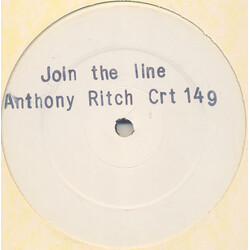 Join the line
Anthony Ritch Crt 149